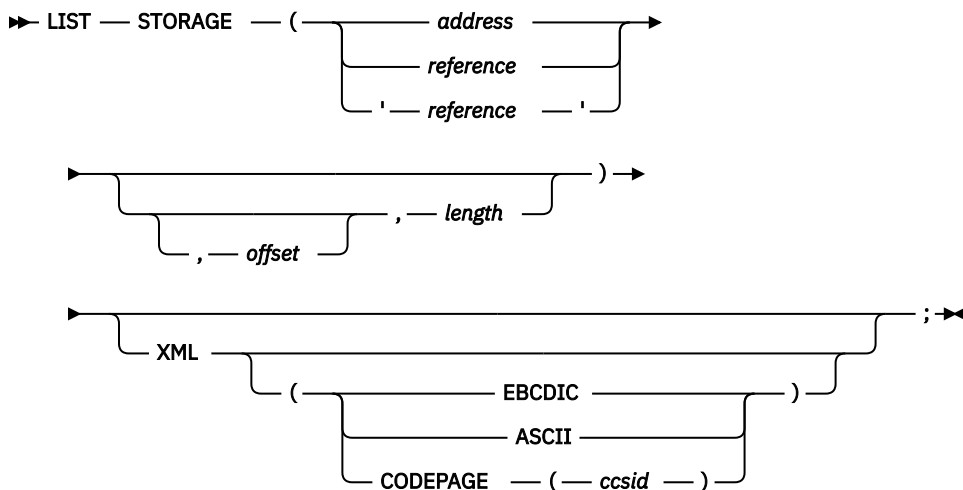 LIST STORAGE ( address
reference
' reference '
)
, length
, offset
;
XML
( EBCDIC )
ASCII
CODEPAGE ( ccsid )